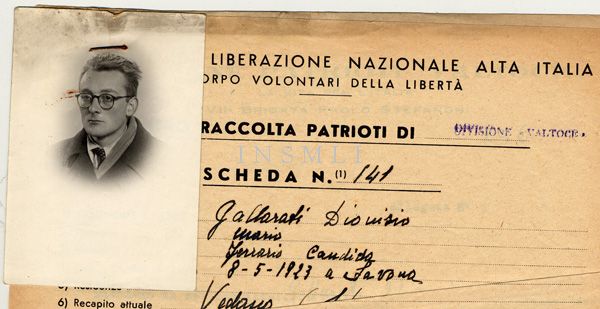 LIBERAZIONE NAZIONALE ALTA ITALIA
ORPO VOLONTARI DELLA LIBERTÀ
RACCOLTA PATRIOTI DI DIVISIONE "VALTOCE"
INSMLI
SCHEDA N. (1) 141
Gallarati Dionisio
Mario
Ferrario Candida
8-5-1923 a Savona
6) Recapito attuale Vedano